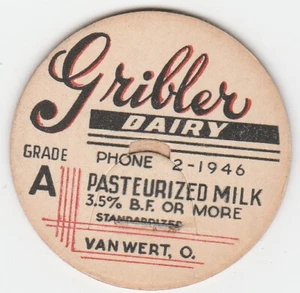 Gribler
DAIRY
PHONE 2-1946
GRADE
A
PASTEURIZED MILK
3.5% B.F. OR MORE
STANDARDIZED
VAN WERT, O.